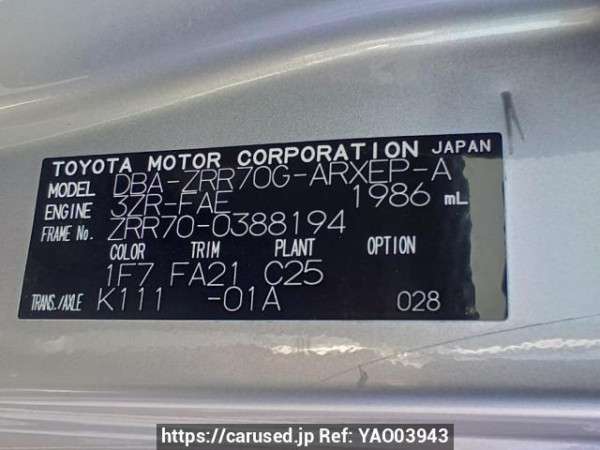 TOYOTA MOTOR CORPORATION JAPAN
MODEL DBA-ZRR70G-ARXEP-A
ENGINE 3ZR-FAE 1986 mL
FRAME No. ZRR70-0388194
COLOR TRIM PLANT OPTION
1F7 FA21 C25
TRANS./AXLE K111 -01A 028
https://carused.jp Ref: YAO03943